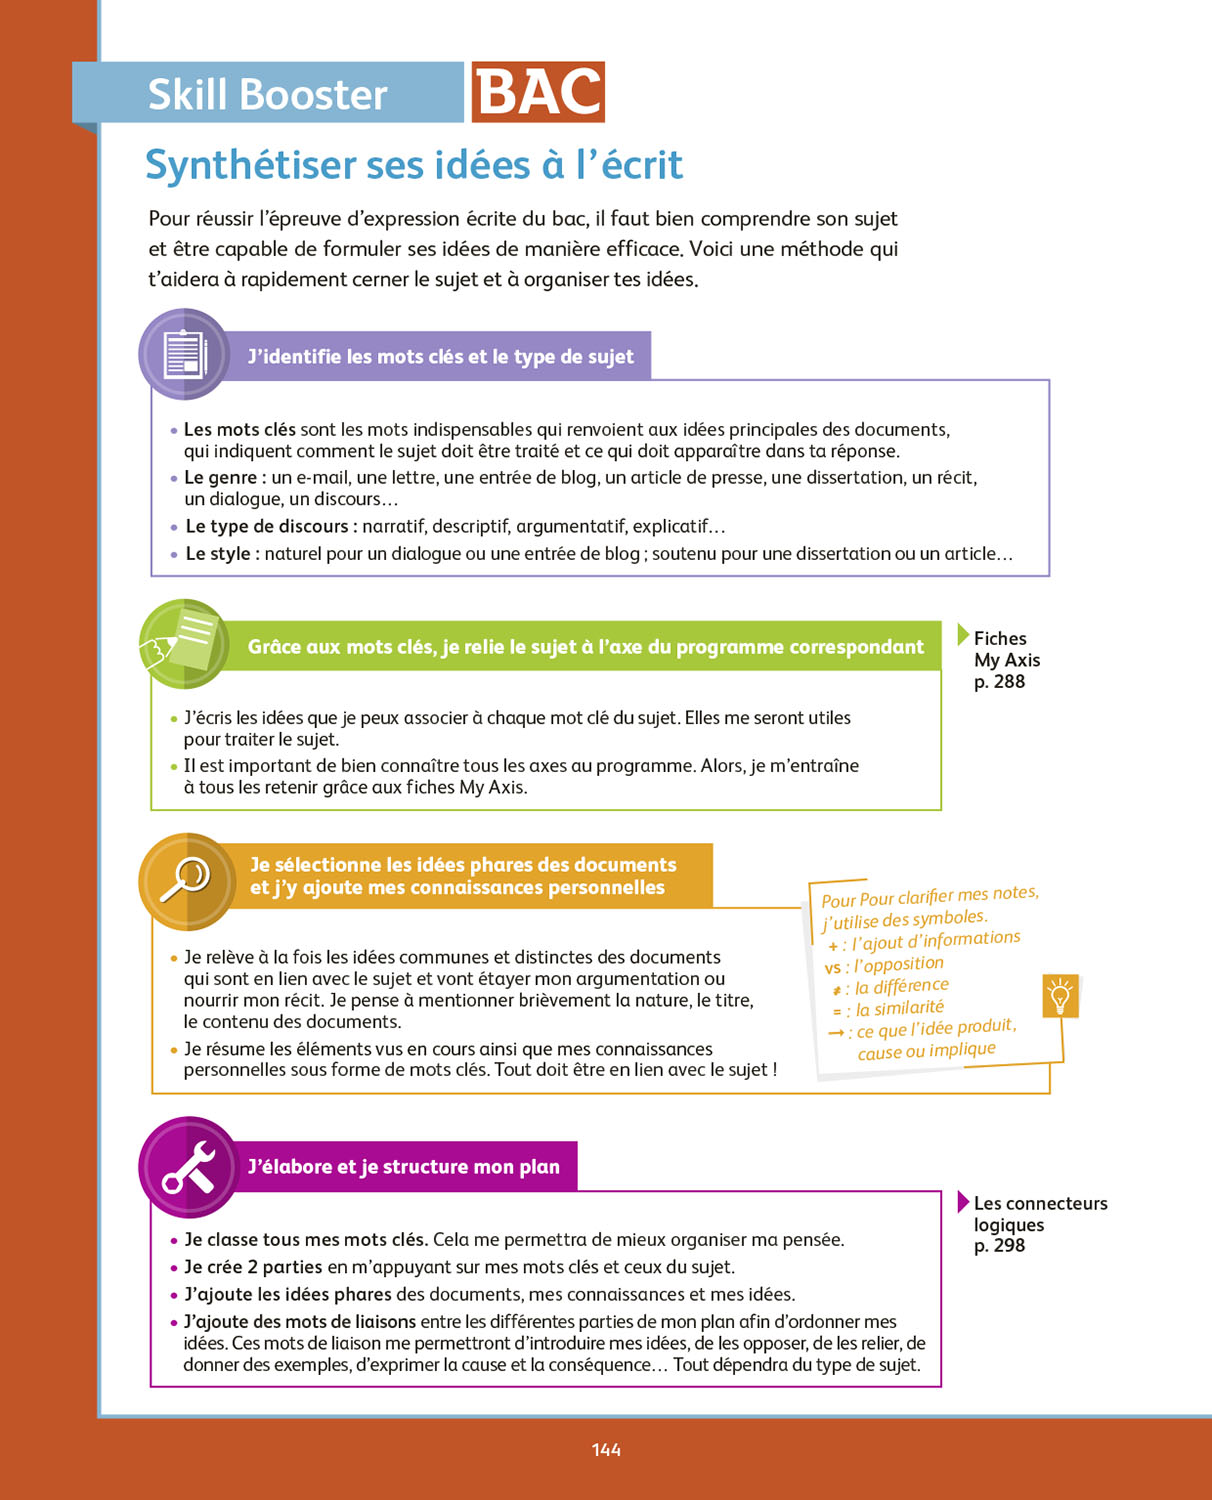 Skill Booster BAC
Synthétiser ses idées à l’écrit
Pour réussir l’épreuve d’expression écrite du bac, il faut bien comprendre son sujet
et être capable de formuler ses idées de manière efficace. Voici une méthode qui
t’aidera à rapidement cerner le sujet et à organiser tes idées.
J’identifie les mots clés et le type de sujet
• Les mots clés sont les mots indispensables qui renvoient aux idées principales des documents,
qui indiquent comment le sujet doit être traité et ce qui doit apparaître dans ta réponse.
• Le genre : un e-mail, une lettre, une entrée de blog, un article de presse, une dissertation, un récit,
un dialogue, un discours…
• Le type de discours : narratif, descriptif, argumentatif, explicatif…
• Le style : naturel pour un dialogue ou une entrée de blog ; soutenu pour une dissertation ou un article…
Grâce aux mots clés, je relie le sujet à l’axe du programme correspondant
Fiches
My Axis
p. 288
• J’écris les idées que je peux associer à chaque mot clé du sujet. Elles me seront utiles
pour traiter le sujet.
• Il est important de bien connaître tous les axes au programme. Alors, je m’entraîne
à tous les retenir grâce aux fiches My Axis.
Je sélectionne les idées phares des documents
et j’y ajoute mes connaissances personnelles
• Je relève à la fois les idées communes et distinctes des documents
qui sont en lien avec le sujet et vont étayer mon argumentation ou
nourrir mon récit. Je pense à mentionner brièvement la nature, le titre,
le contenu des documents.
• Je résume les éléments vus en cours ainsi que mes connaissances
personnelles sous forme de mots clés. Tout doit être en lien avec le sujet !
Pour Pour clarifier mes notes,
j’utilise des symboles.
+ : l’ajout d’informations
vs : l’opposition
≠ : la différence
= : la similarité
→ : ce que l’idée produit,
cause ou implique
J’élabore et je structure mon plan
Les connecteurs
logiques
p. 298
• Je classe tous mes mots clés. Cela me permettra de mieux organiser ma pensée.
• Je crée 2 parties en m’appuyant sur mes mots clés et ceux du sujet.
• J’ajoute les idées phares des documents, mes connaissances et mes idées.
• J’ajoute des mots de liaisons entre les différentes parties de mon plan afin d’ordonner mes
idées. Ces mots de liaison me permettront d’introduire mes idées, de les opposer, de les relier, de
donner des exemples, d’exprimer la cause et la conséquence… Tout dépendra du type de sujet.
144